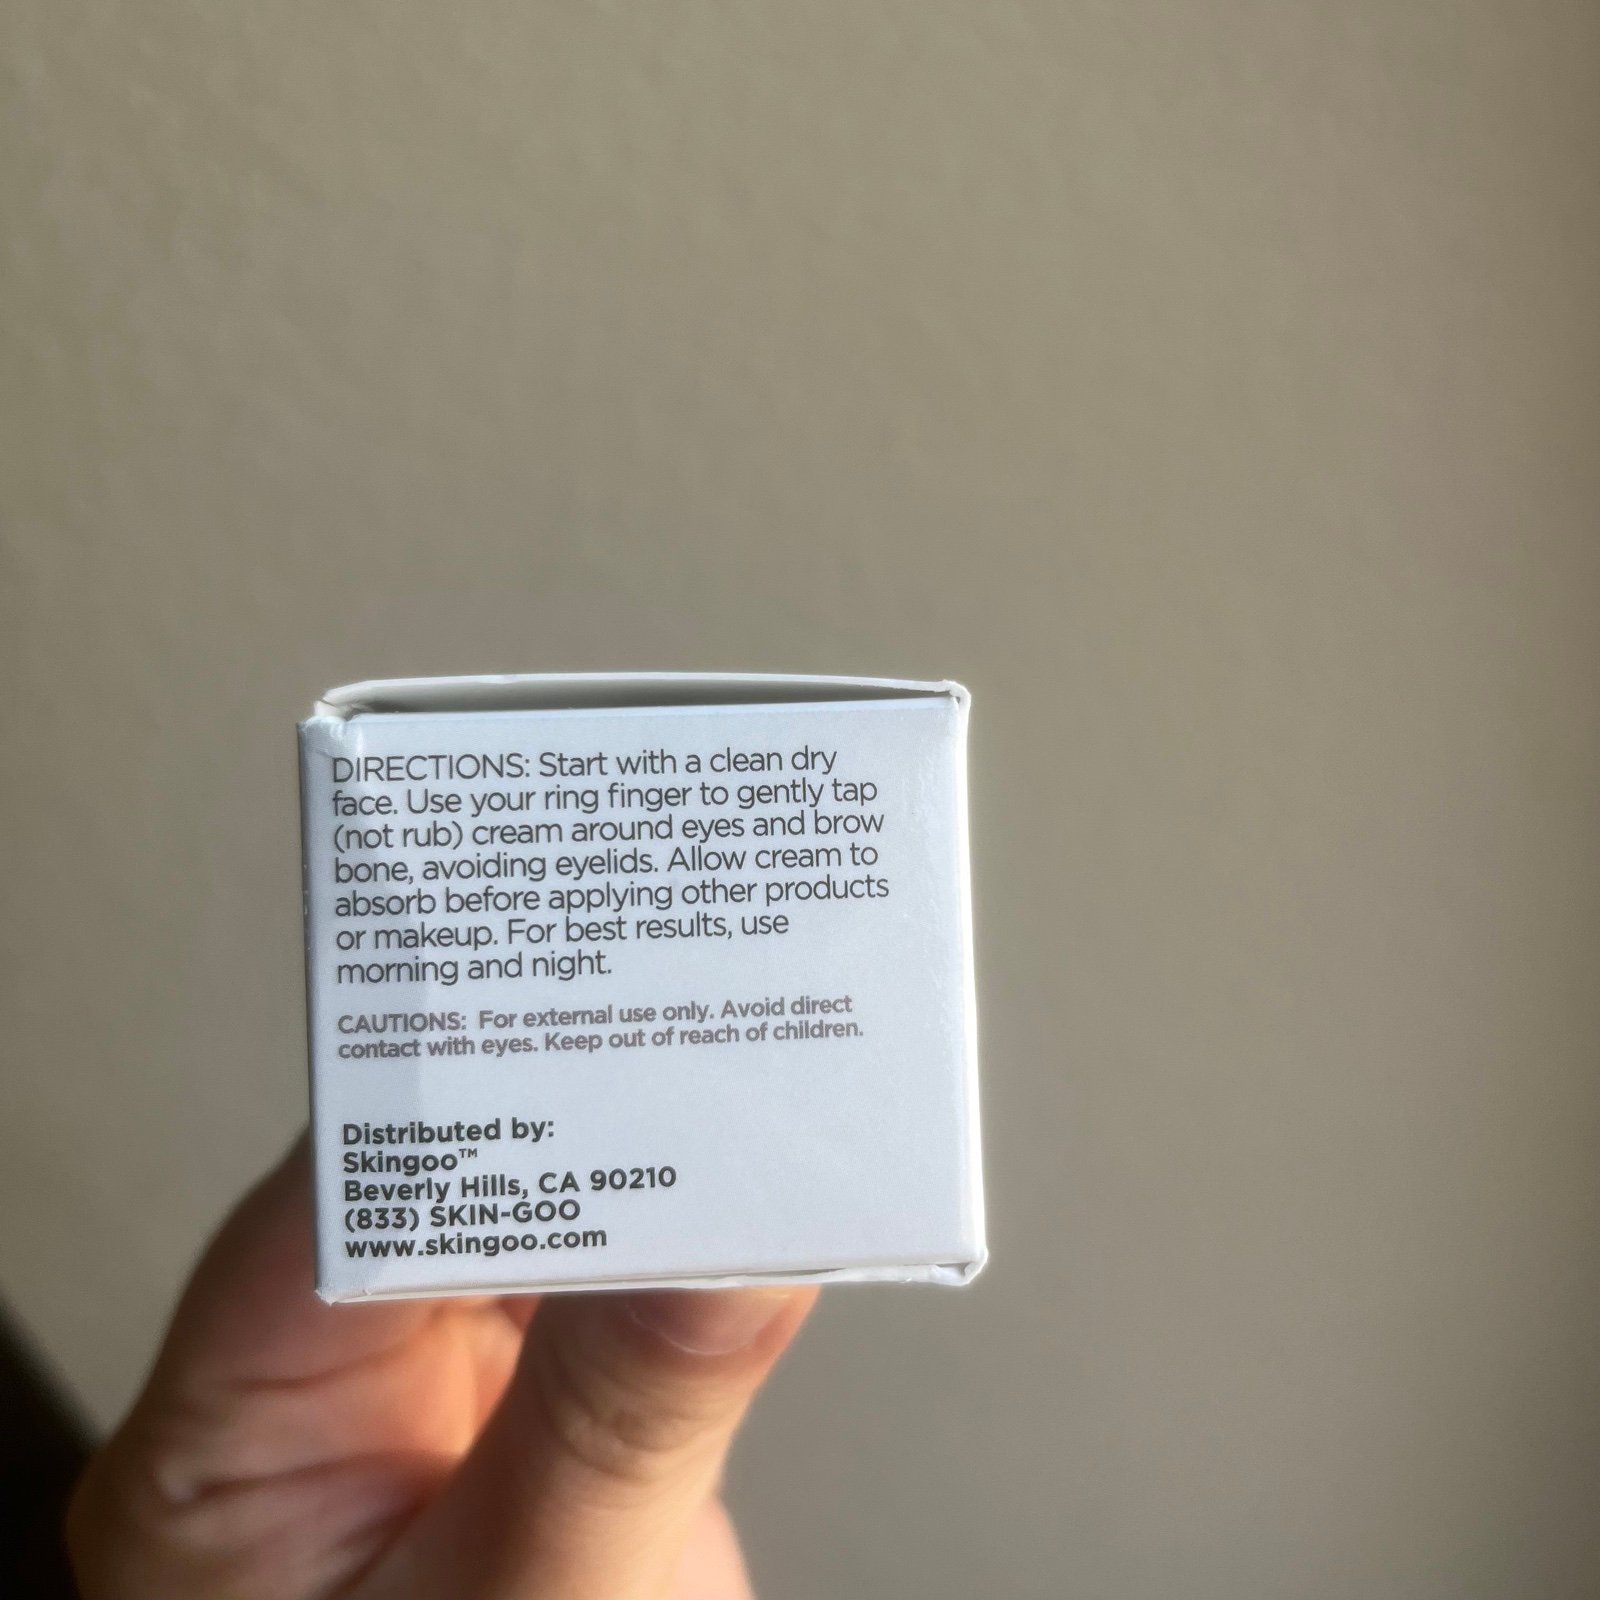 DIRECTIONS: Start with a clean dry
face. Use your ring finger to gently tap
(not rub) cream around eyes and brow
bone, avoiding eyelids. Allow cream to
absorb before applying other products
or makeup. For best results, use
morning and night.
CAUTIONS: For external use only. Avoid direct
contact with eyes. Keep out of reach of children.
Distributed by:
Skingoo™
Beverly Hills, CA 90210
(833) SKIN-GOO
www.skingoo.com